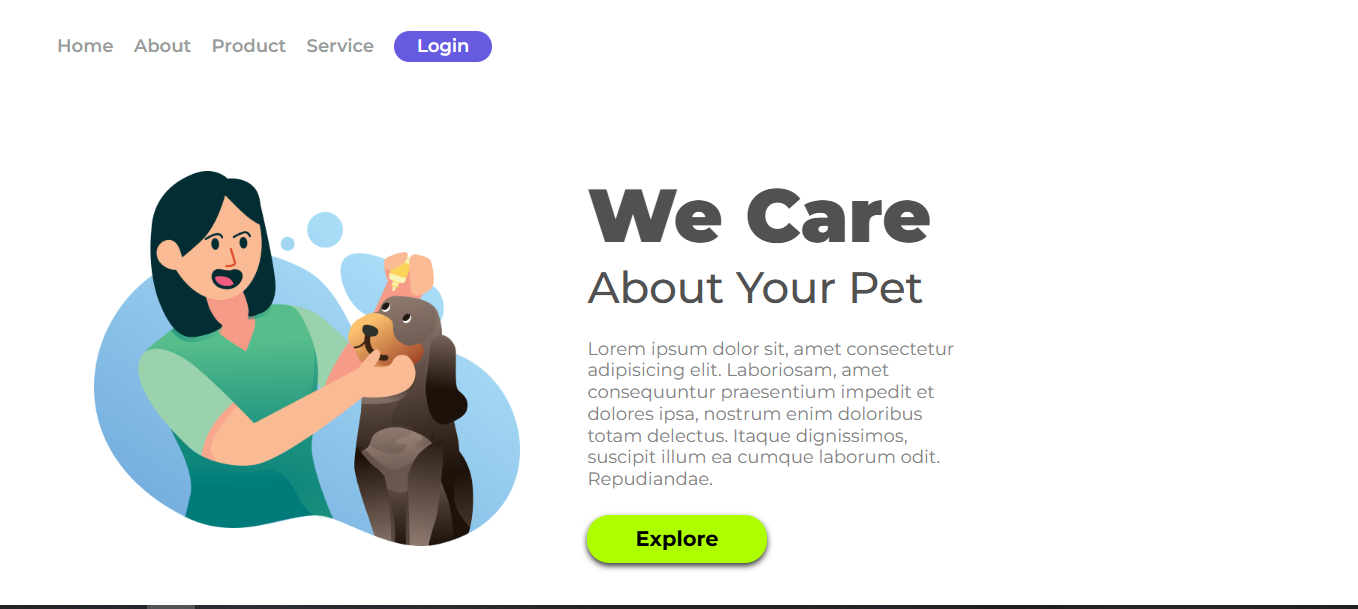 Home About Product Service Login
We Care
About Your Pet
Lorem ipsum dolor sit, amet consectetur
adipisicing elit. Laboriosam, amet
consequuntur praesentium impedit et
dolores ipsa, nostrum enim doloribus
totam delectus. Itaque dignissimos,
suscipit illum ea cumque laborum odit.
Repudiandae.
Explore